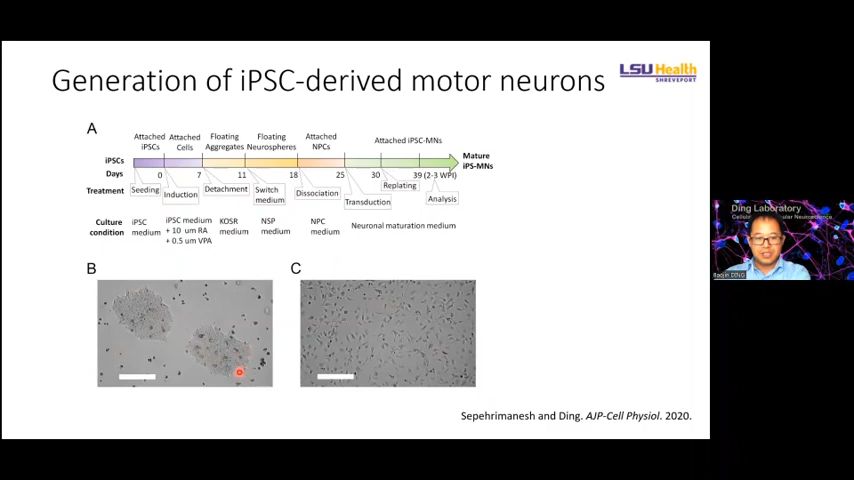 Generation of iPSC-derived motor neurons
LSU Health
SHREVEPORT
A
Attached iPSCs
Attached Cells
Floating Aggregates
Floating Neurospheres
Attached NPCs
Attached iPSC-MNs
iPSCs
Mature iPS-MNs
Days 0 7 11 18 25 30 39 (2-3 WPI)
Treatment Seeding Induction Detachment Switch medium Dissociation Transduction Replating Analysis
Culture condition
iPSC medium
iPSC medium + 10 um RA + 0.5 um VPA
KOSR medium
NSP medium
NPC medium
Neuronal maturation medium
B
C
Sepehrimanesh and Ding. AJP-Cell Physiol. 2020.
Ding Laboratory
Neuroscience
DING